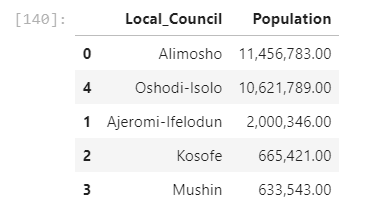 [140]:
Local_Council Population
0 Alimosho 11,456,783.00
4 Oshodi-Isolo 10,621,789.00
1 Ajeromi-Ifelodun 2,000,346.00
2 Kosofe 665,421.00
3 Mushin 633,543.00